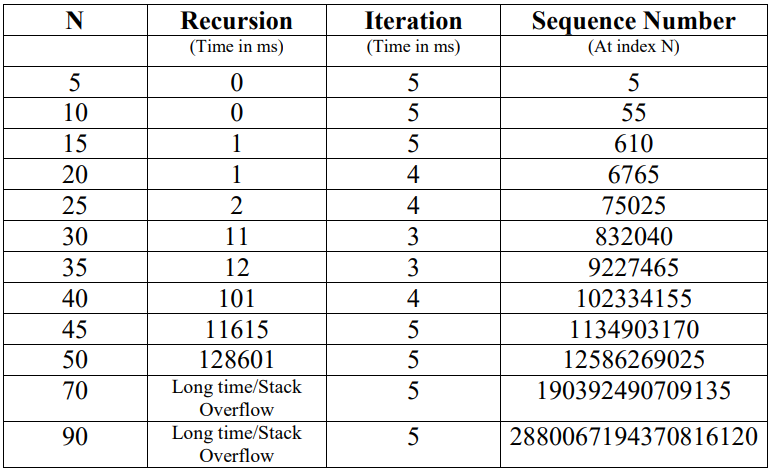 N Recursion Iteration Sequence Number
(Time in ms) (Time in ms) (At index N)
5 0 5 5
10 0 5 55
15 1 5 610
20 1 4 6765
25 2 4 75025
30 11 3 832040
35 12 3 9227465
40 101 4 102334155
45 11615 5 1134903170
50 128601 5 12586269025
70 Long time/Stack Overflow 5 190392490709135
90 Long time/Stack Overflow 5 2880067194370816120